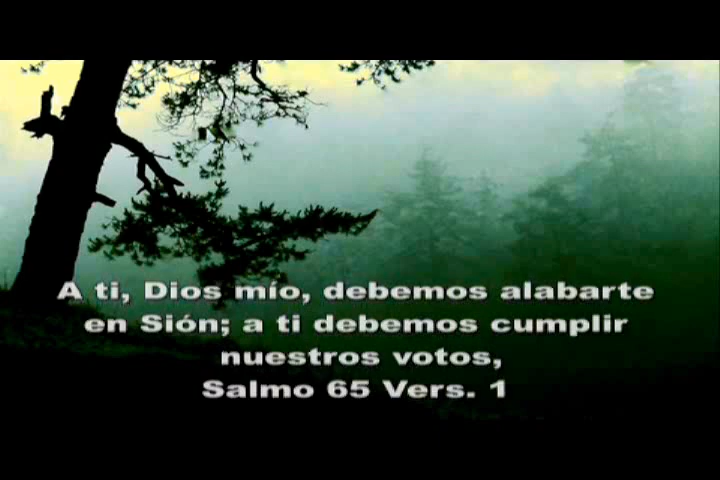 A ti, Dios mío, debemos alabarte
en Sión; a ti debemos cumplir
nuestros votos,
Salmo 65 Vers. 1